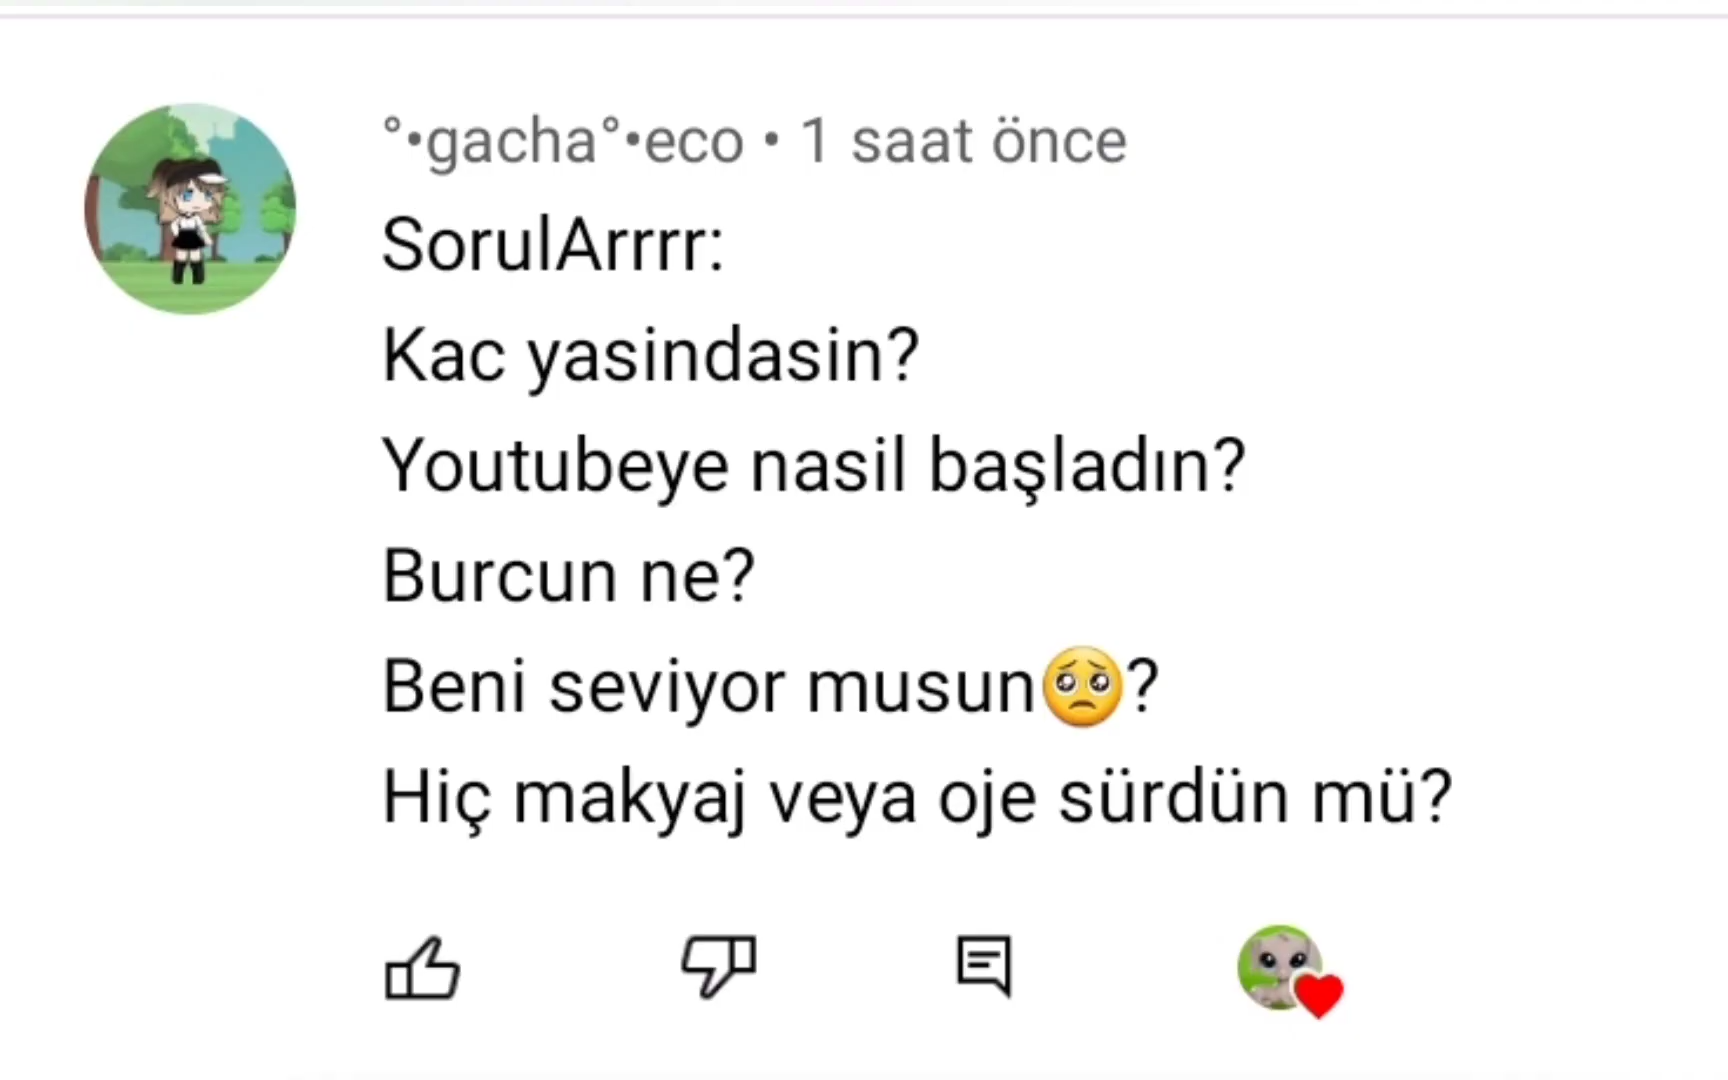 °•gacha°•eco • 1 saat önce
SorulArrrr:
Kac yasindasin?
Youtubeye nasil başladın?
Burcun ne?
Beni seviyor musun🥺?
Hiç makyaj veya oje sürdün mü?